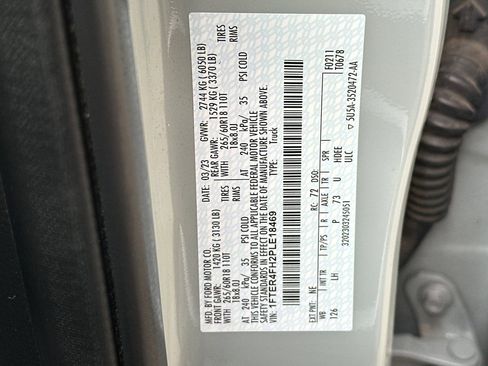 MFD. BY FORD MOTOR CO.
DATE: 03/23 GVWR: 2744 KG ( 6050 LB)
FRONT GAWR: 1420 KG ( 3130 LB) REAR GAWR: 1529 KG ( 3370 LB)
WITH TIRES WITH TIRES
265/60R18 110T 265/60R18 110T
18x8.0J RIMS 18x8.0J RIMS
AT 240 kPa/ 35 PSI COLD AT 240 kPa/ 35 PSI COLD
THIS VEHICLE CONFORMS TO ALL APPLICABLE FEDERAL MOTOR VEHICLE
SAFETY STANDARDS IN EFFECT ON THE DATE OF MANUFACTURE SHOWN ABOVE.
VIN: 1FTER4FH2PLE18469 TYPE: Truck
F0211
T0678
EXT PNT: NE RC: 72 DSO:
WB INT TR TP/PS R AXLE TR SPR
126 LH P 73 U HDEE
ULC
3202303245051 5U5A-3520472-AA